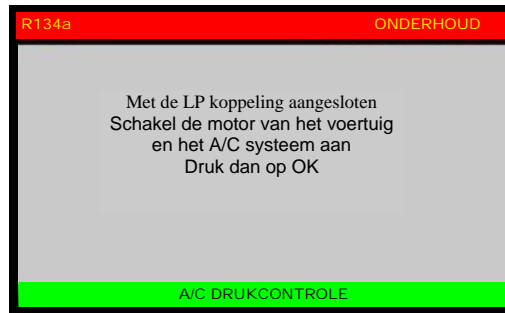 R134a ONDERHOUD
Met de LP koppeling aangesloten
Schakel de motor van het voertuig
en het A/C systeem aan
Druk dan op OK
A/C DRUKCONTROLE